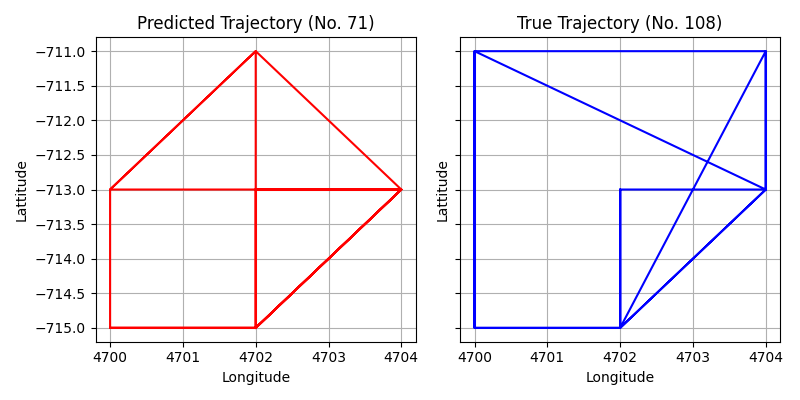 Predicted Trajectory (No. 71)
True Trajectory (No. 108)
−711.0
−711.5
−712.0
−712.5
−713.0
−713.5
−714.0
−714.5
−715.0
Lattitude
Lattitude
4700 4701 4702 4703 4704
4700 4701 4702 4703 4704
Longitude
Longitude